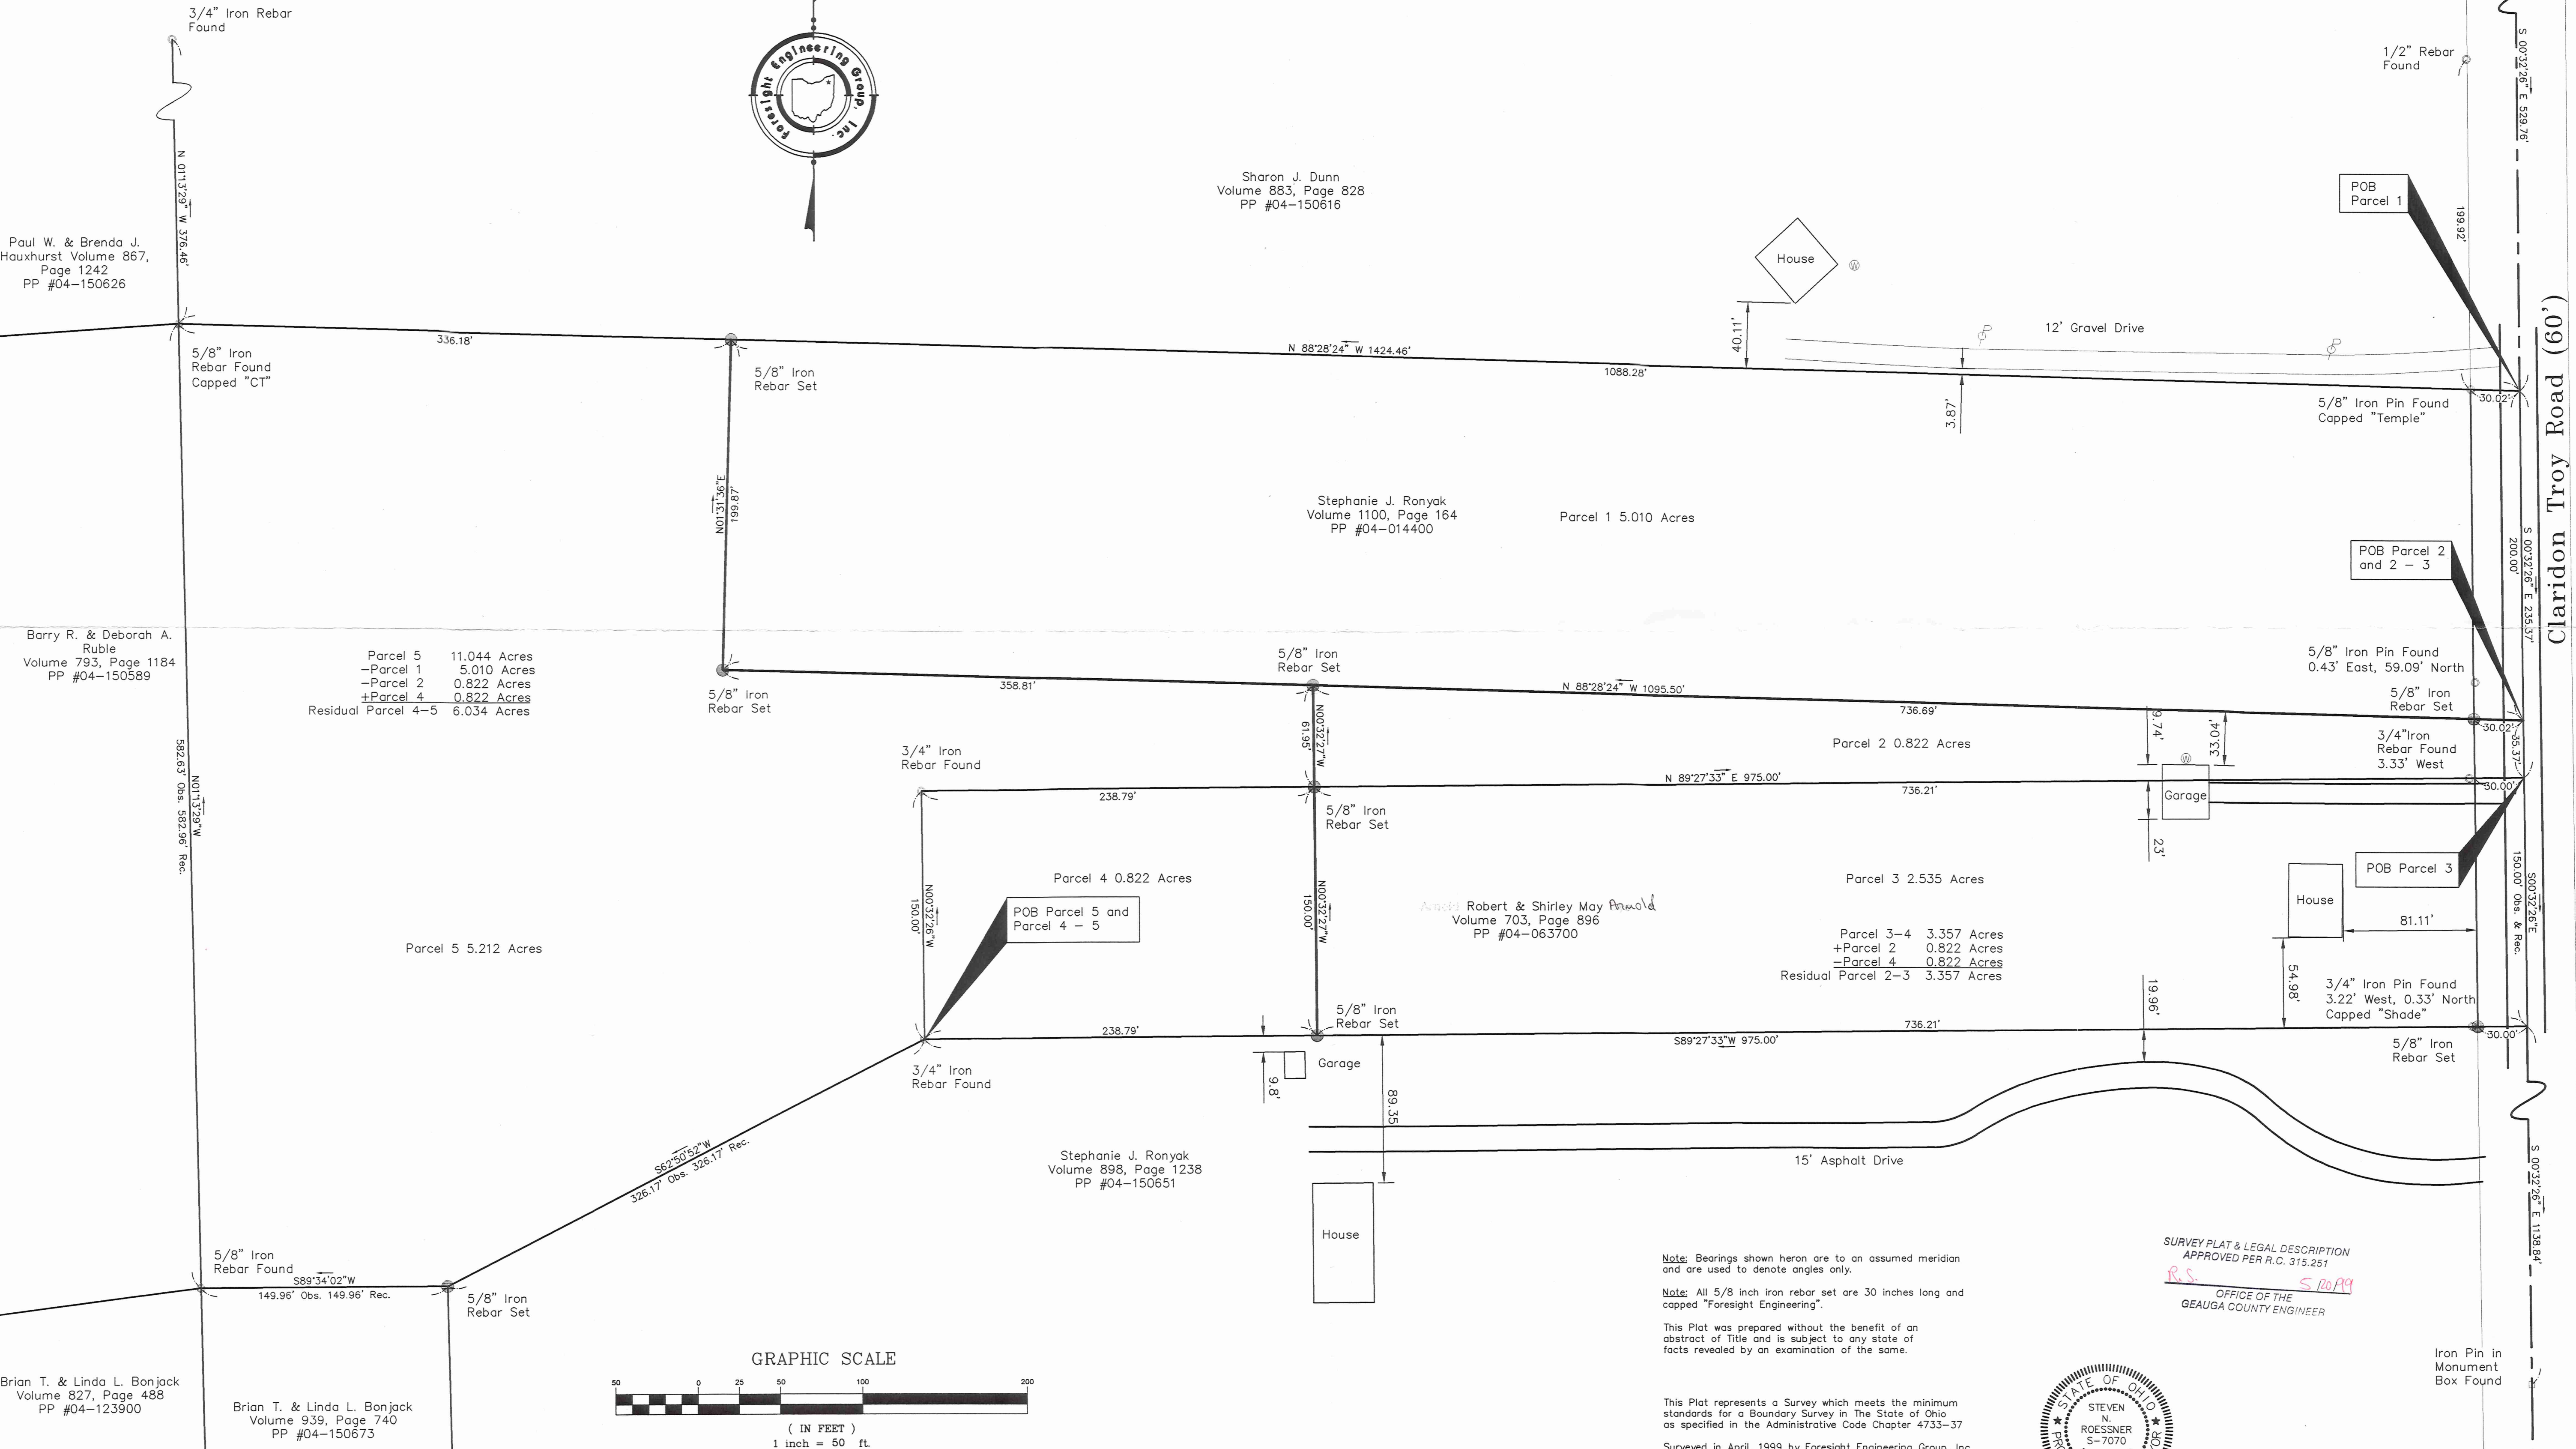 3/4" Iron Rebar
Found
Foresight Engineering Group, Inc.
1/2" Rebar
Found
S 00°32'26" E 529.76'
N 01°13'29" W 376.46'
Sharon J. Dunn
Volume 883, Page 828
PP #04-150616
POB
Parcel 1
199.92'
Paul W. & Brenda J.
Hauxhurst Volume 867,
Page 1242
PP #04-150626
House
W
40.11'
12' Gravel Drive
P
P
Claridon Troy Road (60')
336.18'
N 88°28'24" W 1424.46'
1088.28'
5/8" Iron
Rebar Found
Capped "CT"
5/8" Iron
Rebar Set
3.87'
5/8" Iron Pin Found
Capped "Temple"
30.02'
N01°31'36"E
199.87'
Stephanie J. Ronyak
Volume 1100, Page 164
PP #04-014400
Parcel 1 5.010 Acres
POB Parcel 2
and 2 - 3
200.00'
S 00°32'26" E 235.37'
Barry R. & Deborah A.
Ruble
Volume 793, Page 1184
PP #04-150589
Parcel 5 11.044 Acres
-Parcel 1 5.010 Acres
-Parcel 2 0.822 Acres
+Parcel 4 0.822 Acres
Residual Parcel 4-5 6.034 Acres
5/8" Iron
Rebar Set
358.81'
5/8" Iron
Rebar Set
N 88°28'24" W 1095.50'
736.69'
5/8" Iron Pin Found
0.43' East, 59.09' North
5/8" Iron
Rebar Set
30.02'
35.37'
N00°32'27"W
61.95'
Parcel 2 0.822 Acres
9.74'
33.04'
3/4"Iron
Rebar Found
3.33' West
582.63' Obs. 582.96' Rec.
N01°13'29"W
3/4" Iron
Rebar Found
238.79'
N 89°27'33" E 975.00'
736.21'
W
Garage
30.00'
5/8" Iron
Rebar Set
23'
POB Parcel 3
Parcel 4 0.822 Acres
Parcel 3 2.535 Acres
House
81.11'
150.00' Obs. & Rec.
S00°32'26"E
N00°32'26"W
150.00'
POB Parcel 5 and
Parcel 4 - 5
N00°32'27"W
150.00'
Robert & Shirley May Arnold
Volume 703, Page 896
PP #04-063700
Parcel 5 5.212 Acres
Parcel 3-4 3.357 Acres
+Parcel 2 0.822 Acres
-Parcel 4 0.822 Acres
Residual Parcel 2-3 3.357 Acres
54.98'
3/4" Iron Pin Found
3.22' West, 0.33' North
Capped "Shade"
19.96'
5/8" Iron
Rebar Set
238.79'
736.21'
S89°27'33"W 975.00'
30.00'
5/8" Iron
Rebar Set
3/4" Iron
Rebar Found
Garage
9.8'
89.35
S62°50'52"W
326.17' Obs. 326.17' Rec.
Stephanie J. Ronyak
Volume 898, Page 1238
PP #04-150651
15' Asphalt Drive
House
S 00°32'26" E 1138.84'
5/8" Iron
Rebar Found
S89°34'02"W
149.96' Obs. 149.96' Rec.
5/8" Iron
Rebar Set
Note: Bearings shown heron are to an assumed meridian
and are used to denote angles only.
Note: All 5/8 inch iron rebar set are 30 inches long and
capped "Foresight Engineering".
This Plat was prepared without the benefit of an
abstract of Title and is subject to any state of
facts revealed by an examination of the same.
SURVEY PLAT & LEGAL DESCRIPTION
APPROVED PER R.C. 315.251
R.S. 5/20/99
OFFICE OF THE
GEAUGA COUNTY ENGINEER
GRAPHIC SCALE
50 0 25 50 100 200
( IN FEET )
1 inch = 50 ft.
Brian T. & Linda L. Bonjack
Volume 827, Page 488
PP #04-123900
Brian T. & Linda L. Bonjack
Volume 939, Page 740
PP #04-150673
Iron Pin in
Monument
Box Found
This Plat represents a Survey which meets the minimum
standards for a Boundary Survey in The State of Ohio
as specified in the Administrative Code Chapter 4733-37
Surveyed in April, 1999 by Foresight Engineering Group, Inc.
STATE OF OHIO
STEVEN
N.
ROESSNER
S-7070